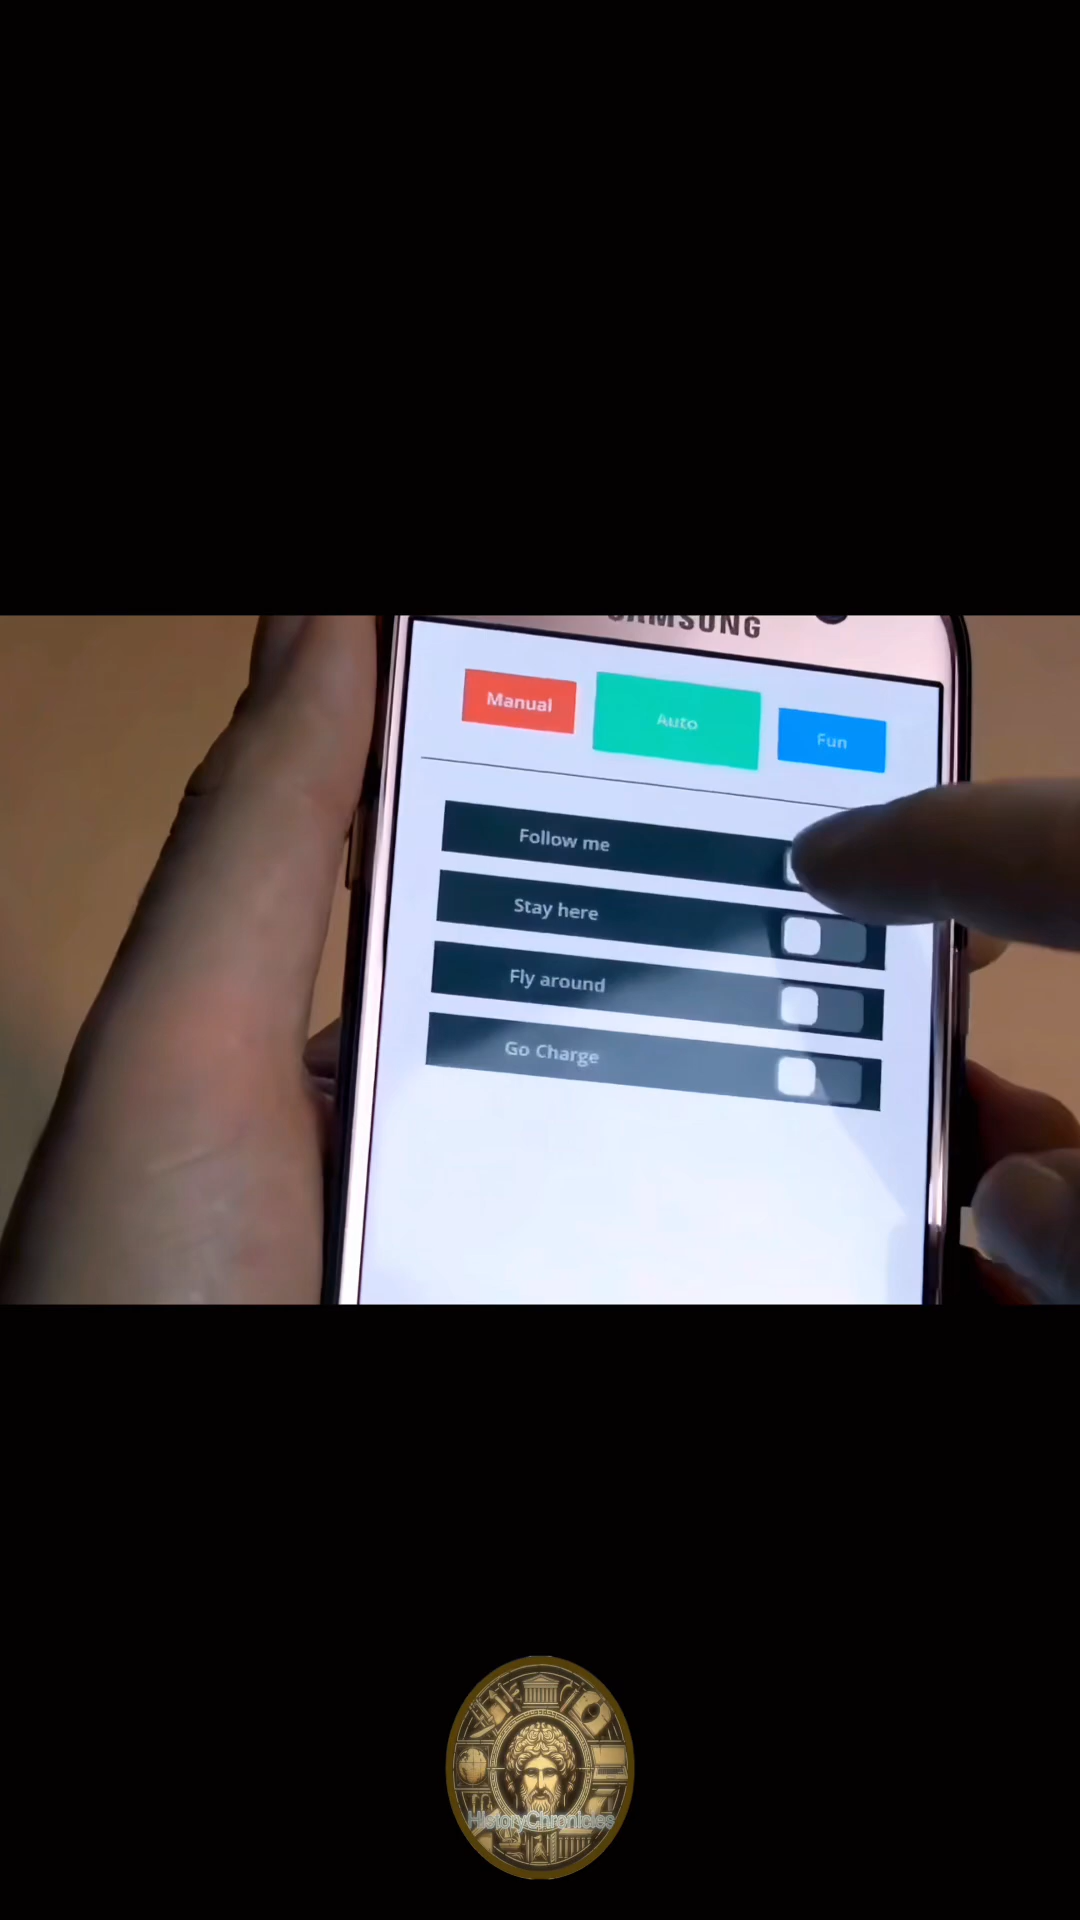 SAMSUNG
Manual
Auto
Fun
Follow me
Stay here
Fly around
Go Charge
HistoryChronicles